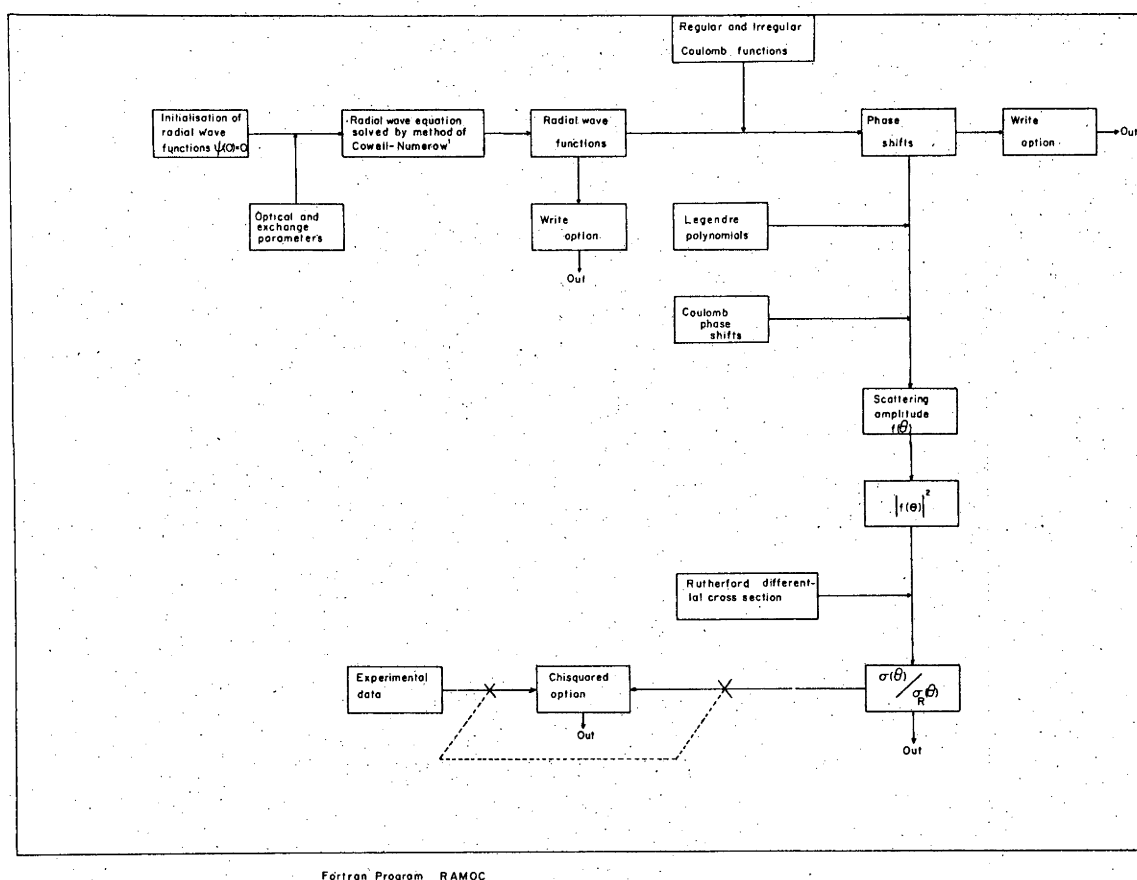 Regular and Irregular
Coulomb functions
Initialisation of
radial wave
functions ψ(0)=0
Radial wave equation
solved by method of
Cowell-Numerow'
Radial wave
functions
Phase
shifts
Write
option
Out
Optical and
exchange
parameters
Write
option
Out
Legendre
polynomials
Coulomb
phase
shifts
Scattering
amplitude
f(θ)
|f(θ)|²
Rutherford different-
ial cross section
Experimental
data
Chisquared
option
Out
σ(θ)
/
σR(θ)
Out
Fortran Program RAMOC